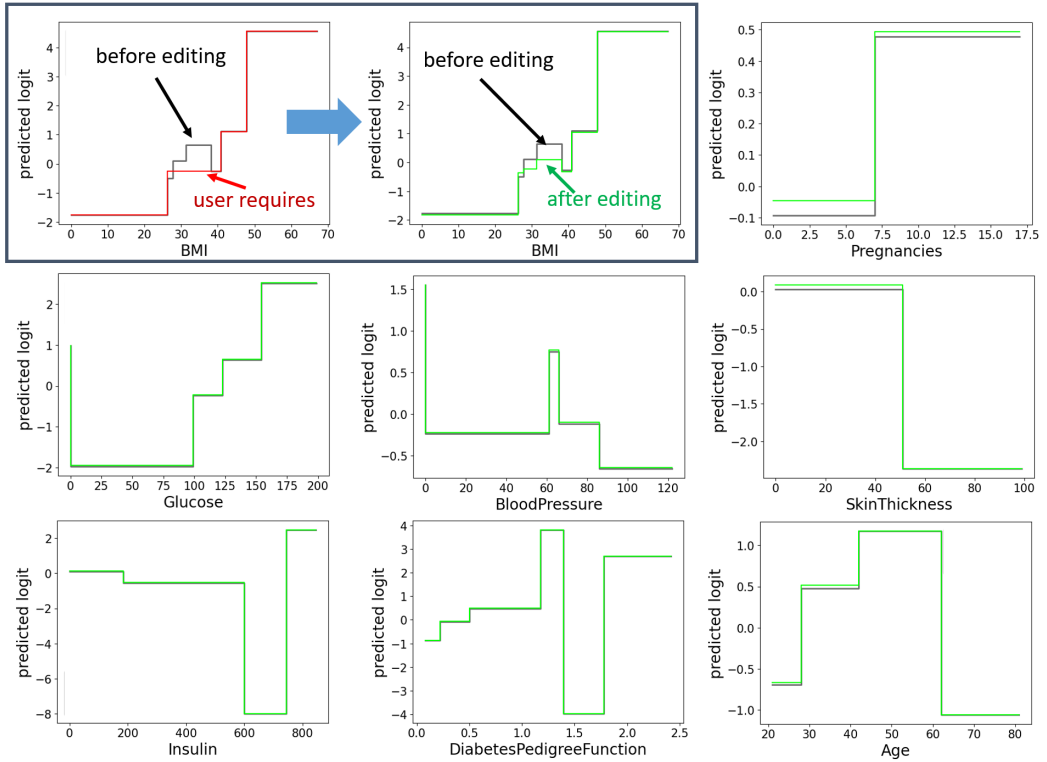 before editing
user requires
predicted logit
4
3
2
1
0
−1
−2
0 10 20 30 40 50 60 70
BMI
before editing
after editing
predicted logit
4
3
2
1
0
−1
−2
0 10 20 30 40 50 60 70
BMI
predicted logit
0.5
0.4
0.3
0.2
0.1
0.0
−0.1
0.0 2.5 5.0 7.5 10.0 12.5 15.0 17.5
Pregnancies
predicted logit
2
1
0
−1
−2
0 25 50 75 100 125 150 175 200
Glucose
predicted logit
1.5
1.0
0.5
0.0
−0.5
0 20 40 60 80 100 120
BloodPressure
predicted logit
0.0
−0.5
−1.0
−1.5
−2.0
0 20 40 60 80 100
SkinThickness
predicted logit
2
0
−2
−4
−6
−8
0 200 400 600 800
Insulin
predicted logit
4
3
2
1
0
−1
−2
−3
−4
0.0 0.5 1.0 1.5 2.0 2.5
DiabetesPedigreeFunction
predicted logit
1.0
0.5
0.0
−0.5
−1.0
20 30 40 50 60 70 80
Age